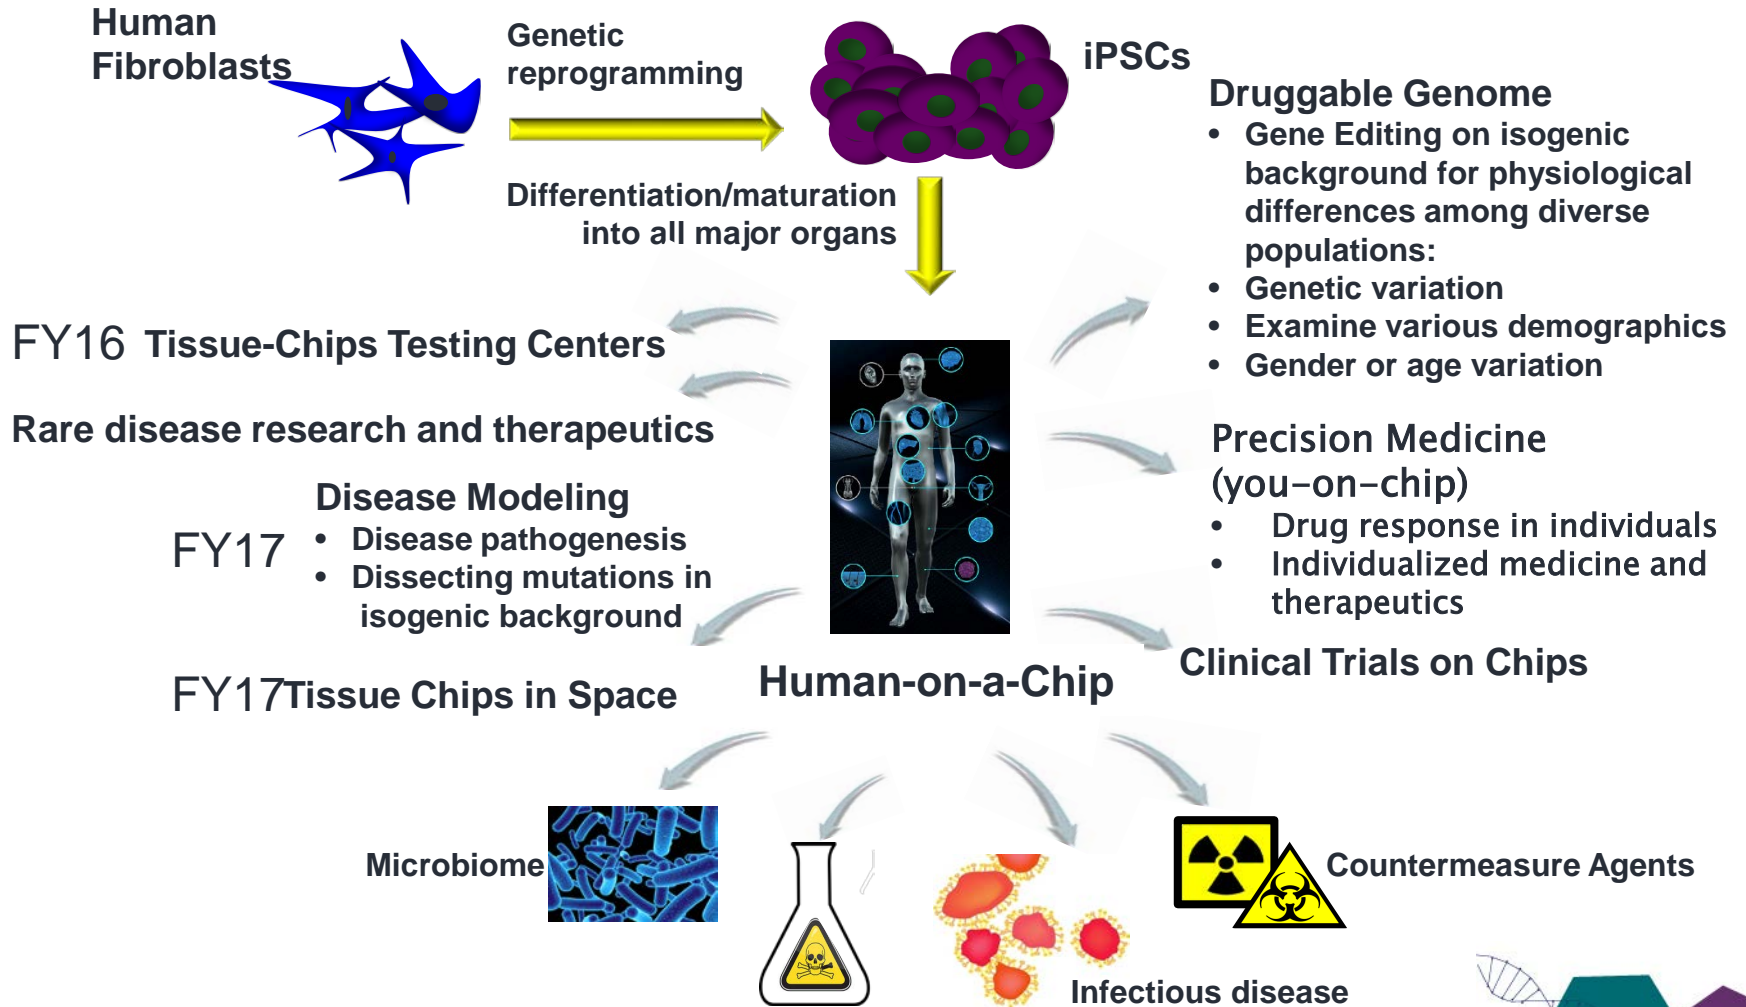 Human
Fibroblasts
Genetic
reprogramming
iPSCs
Differentiation/maturation
into all major organs
Druggable Genome
• Gene Editing on isogenic
background for physiological
differences among diverse
populations:
• Genetic variation
• Examine various demographics
• Gender or age variation
FY16 Tissue-Chips Testing Centers
Rare disease research and therapeutics
Disease Modeling
FY17
• Disease pathogenesis
• Dissecting mutations in
isogenic background
FY17 Tissue Chips in Space
Precision Medicine
(you-on-chip)
• Drug response in individuals
• Individualized medicine and
therapeutics
Clinical Trials on Chips
Human-on-a-Chip
Microbiome
Countermeasure Agents
Infectious disease